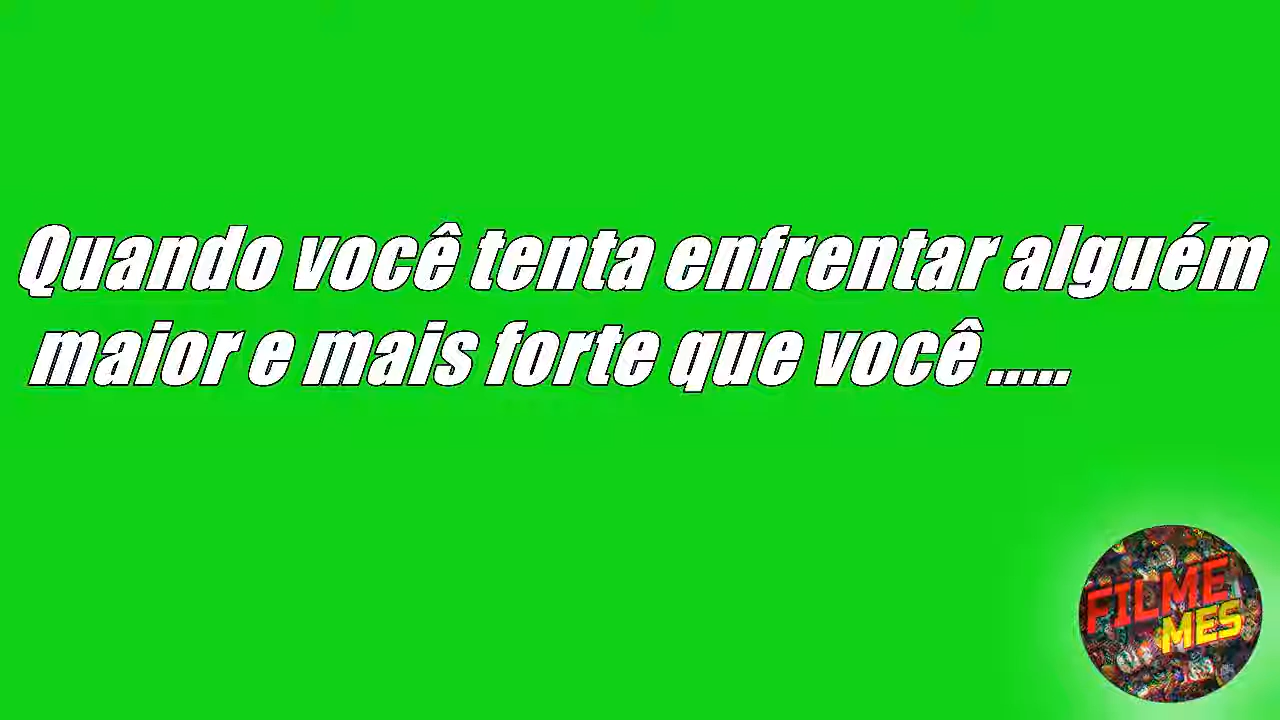 Quando você tenta enfrentar alguém
maior e mais forte que você .....
FILME
MES